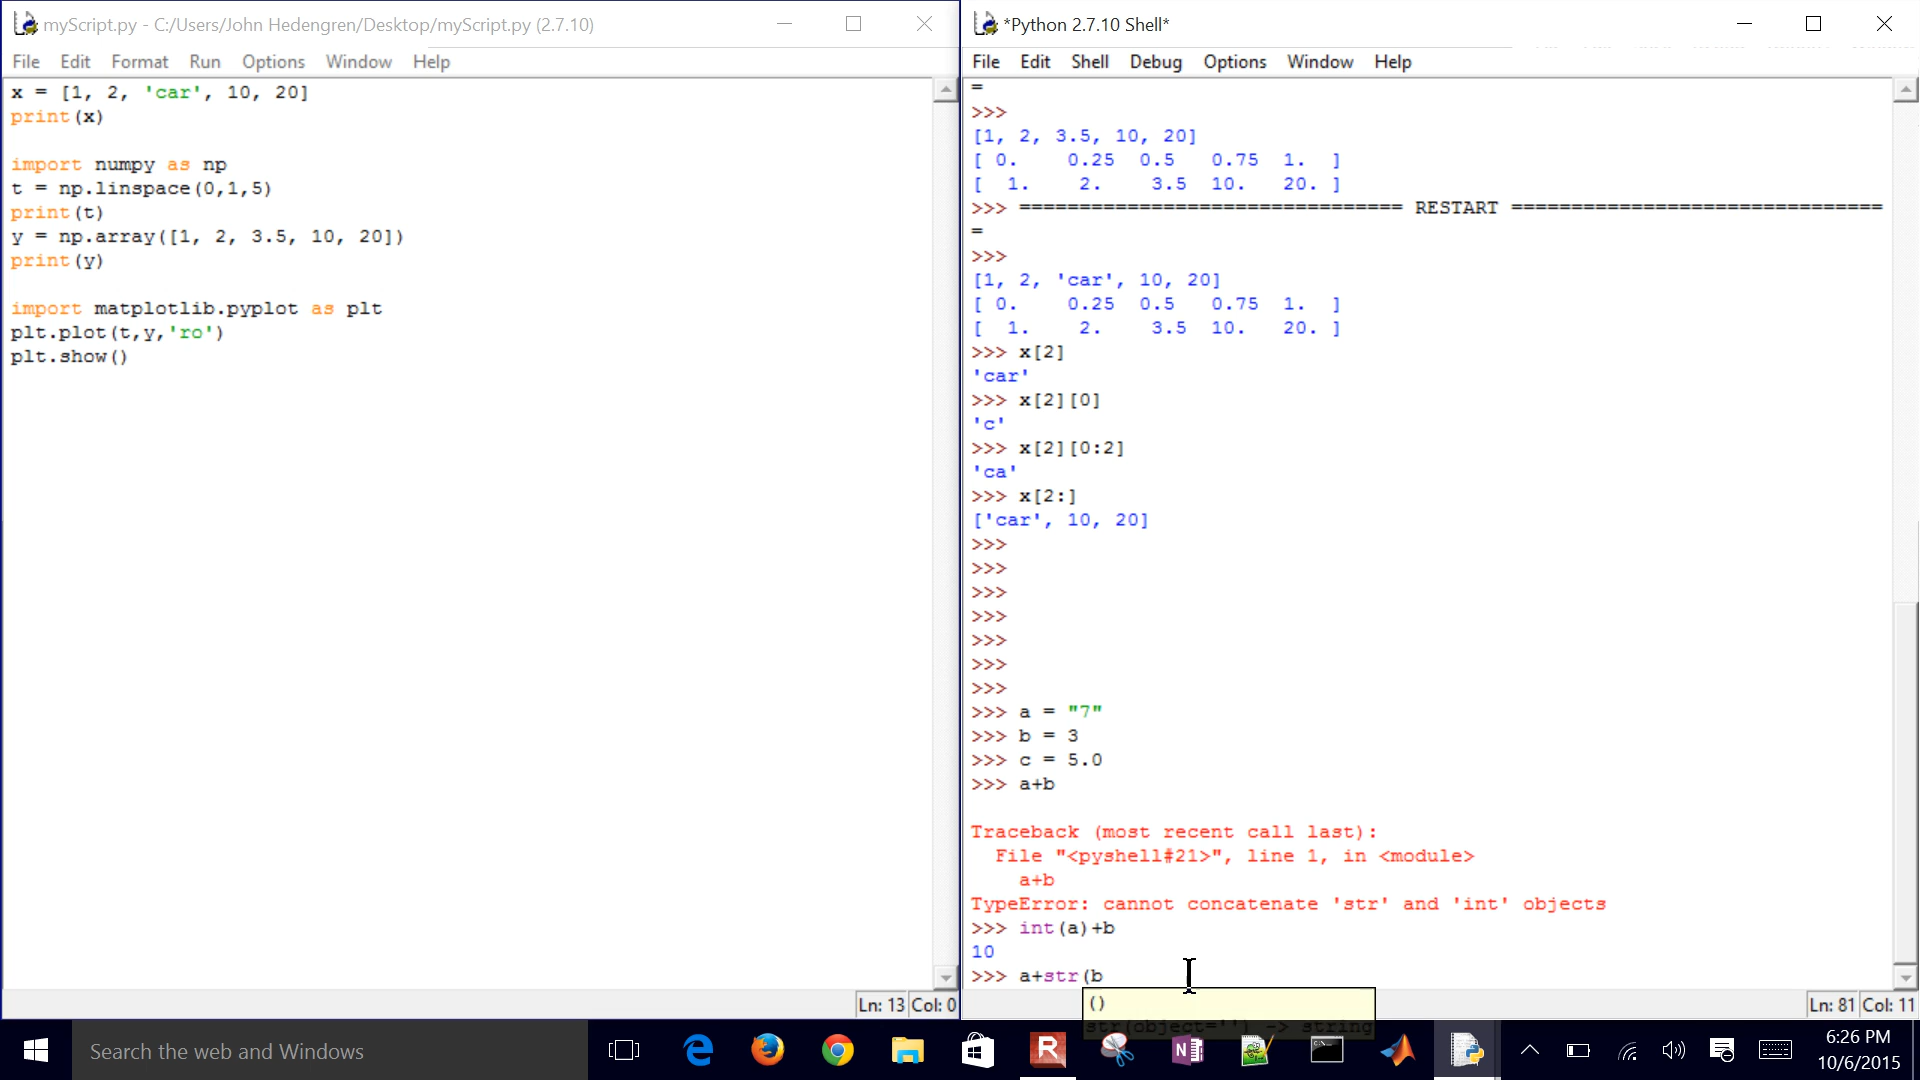 myScript.py - C:/Users/John Hedengren/Desktop/myScript.py (2.7.10)
File Edit Format Run Options Window Help
x = [1, 2, 'car', 10, 20]
print(x)
import numpy as np
t = np.linspace(0,1,5)
print(t)
y = np.array([1, 2, 3.5, 10, 20])
print(y)
import matplotlib.pyplot as plt
plt.plot(t,y,'ro')
plt.show()
Ln: 13 Col: 0
*Python 2.7.10 Shell*
File Edit Shell Debug Options Window Help
=
>>>
[1, 2, 3.5, 10, 20]
[ 0.    0.25  0.5   0.75  1.  ]
[  1.    2.    3.5  10.   20. ]
>>> ================================ RESTART ===============================
=
>>>
[1, 2, 'car', 10, 20]
[ 0.    0.25  0.5   0.75  1.  ]
[  1.    2.    3.5  10.   20. ]
>>> x[2]
'car'
>>> x[2][0]
'c'
>>> x[2][0:2]
'ca'
>>> x[2:]
['car', 10, 20]
>>>
>>>
>>>
>>>
>>>
>>>
>>>
>>> a = "7"
>>> b = 3
>>> c = 5.0
>>> a+b
Traceback (most recent call last):
  File "<pyshell#21>", line 1, in <module>
    a+b
TypeError: cannot concatenate 'str' and 'int' objects
>>> int(a)+b
10
>>> a+str(b
()
str(object='') -> string
Ln: 81 Col: 11
Search the web and Windows
6:26 PM
10/6/2015